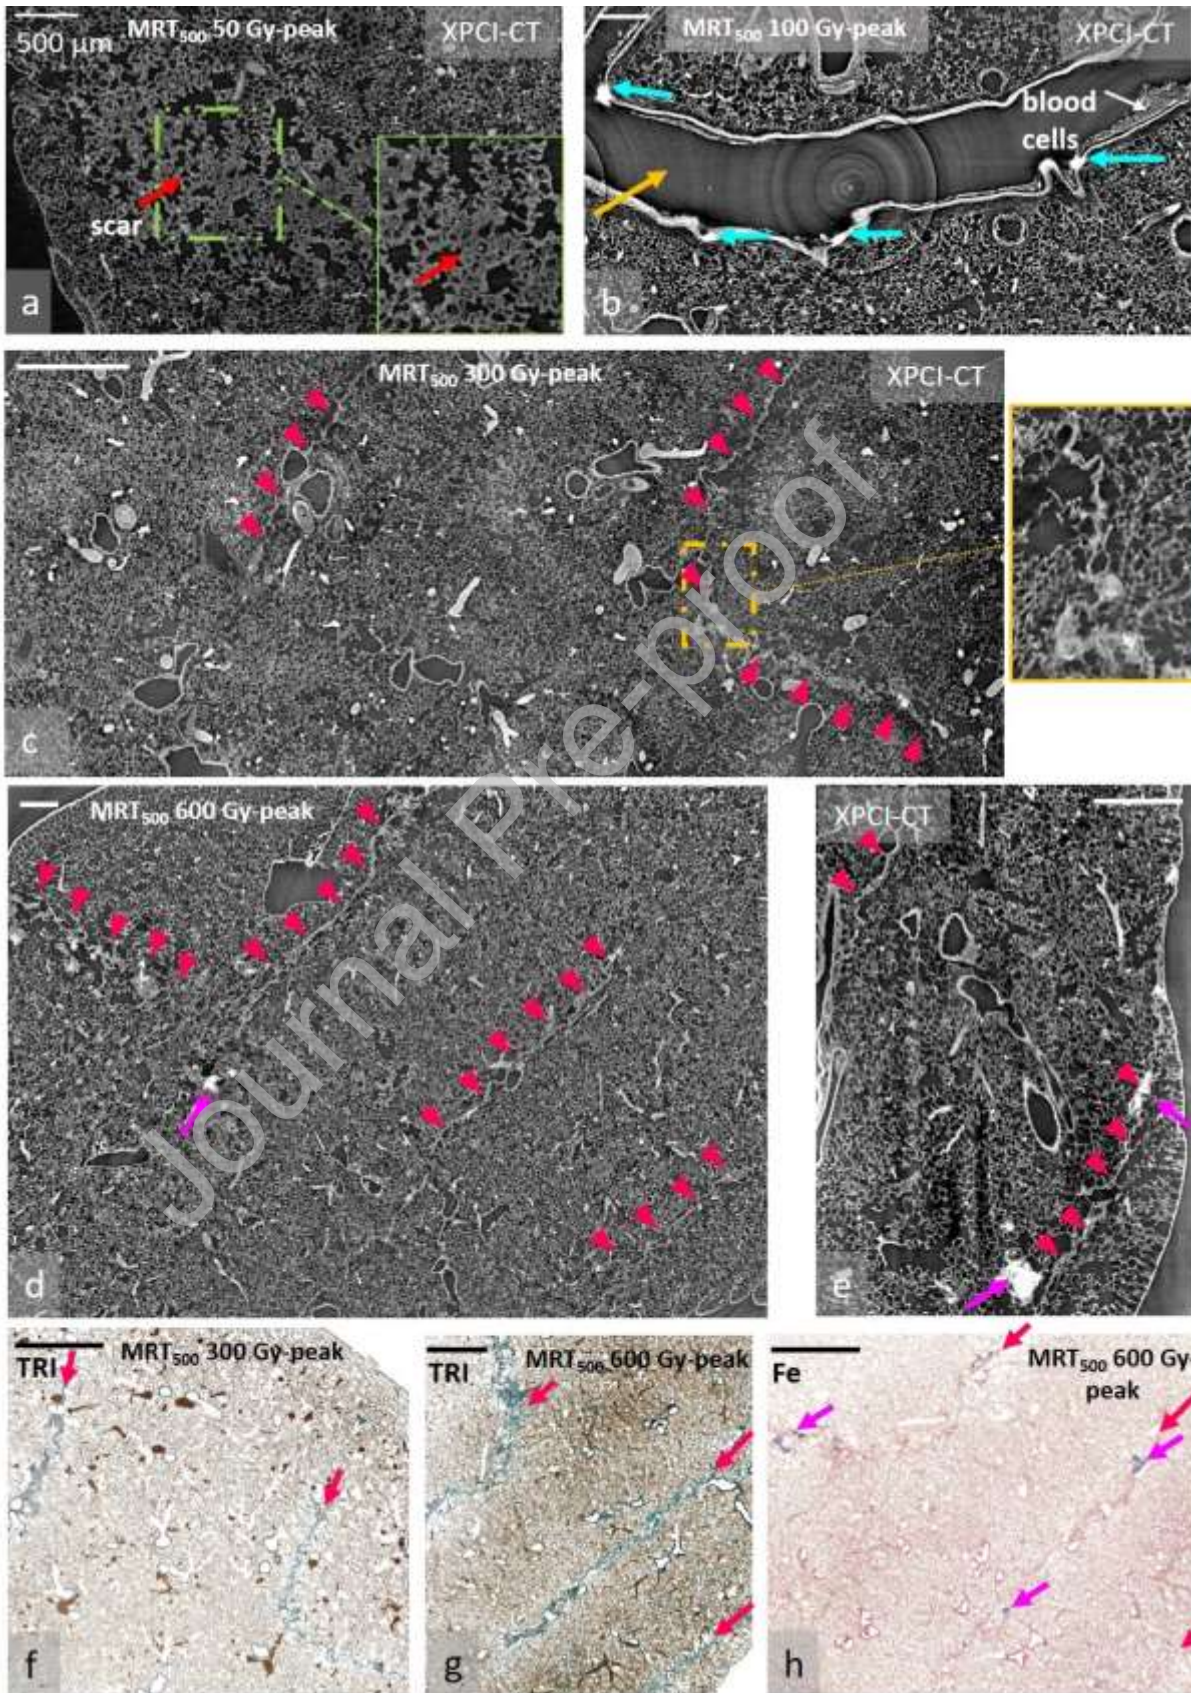 500 µm
MRT500 50 Gy-peak
XPCI-CT
scar
a
MRT500 100 Gy-peak
XPCI-CT
blood
cells
b
MRT500 300 Gy-peak
XPCI-CT
c
Journal Pre-proof
MRT500 600 Gy-peak
d
XPCI-CT
e
TRI
MRT500 300 Gy-peak
f
TRI
MRT500 600 Gy-peak
g
Fe
MRT500 600 Gy-
peak
h